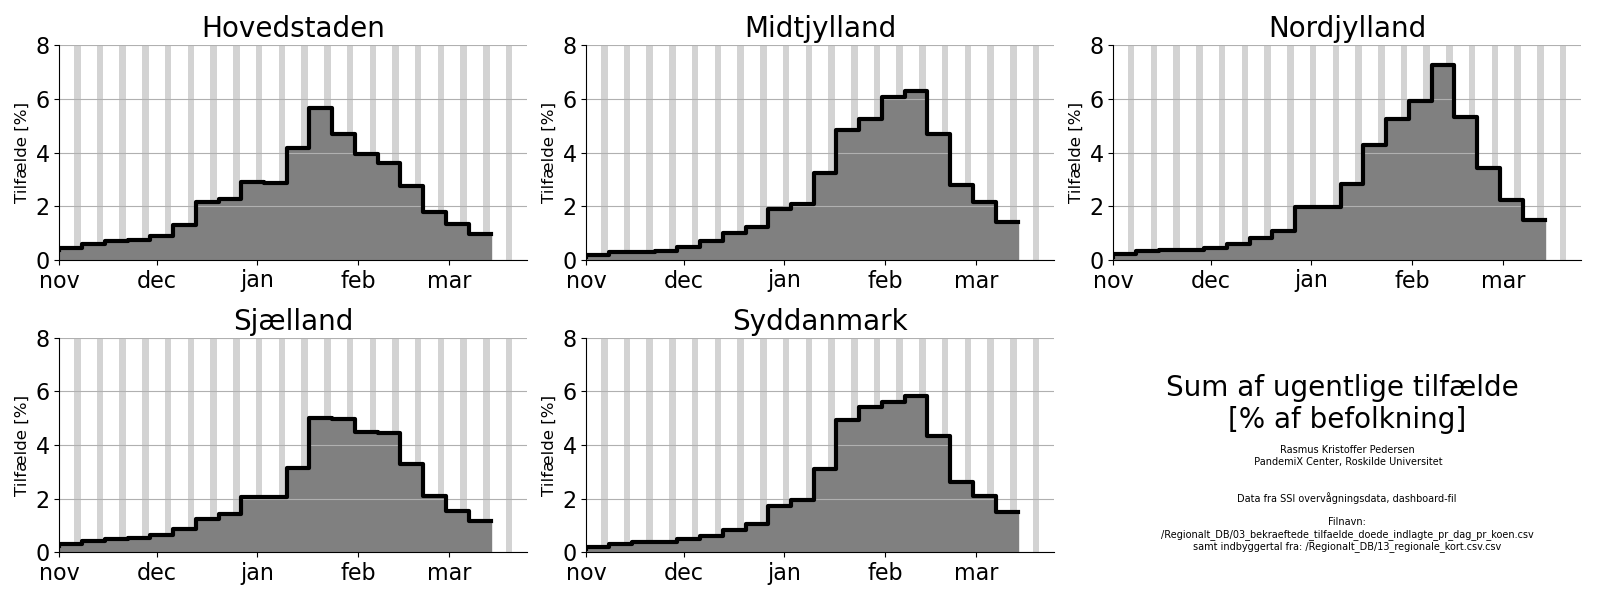 Hovedstaden
Tilfælde [%]
8
6
4
2
0
nov dec jan feb mar
Midtjylland
Tilfælde [%]
8
6
4
2
0
nov dec jan feb mar
Nordjylland
Tilfælde [%]
8
6
4
2
0
nov dec jan feb mar
Sjælland
Tilfælde [%]
8
6
4
2
0
nov dec jan feb mar
Syddanmark
Tilfælde [%]
8
6
4
2
0
nov dec jan feb mar
Sum af ugentlige tilfælde
[% af befolkning]
Rasmus Kristoffer Pedersen
PandemiX Center, Roskilde Universitet
Data fra SSI overvågningsdata, dashboard-fil
Filnavn:
/Regionalt_DB/03_bekraeftede_tilfaelde_doede_indlagte_pr_dag_pr_koen.csv
samt indbyggertal fra: /Regionalt_DB/13_regionale_kort.csv.csv